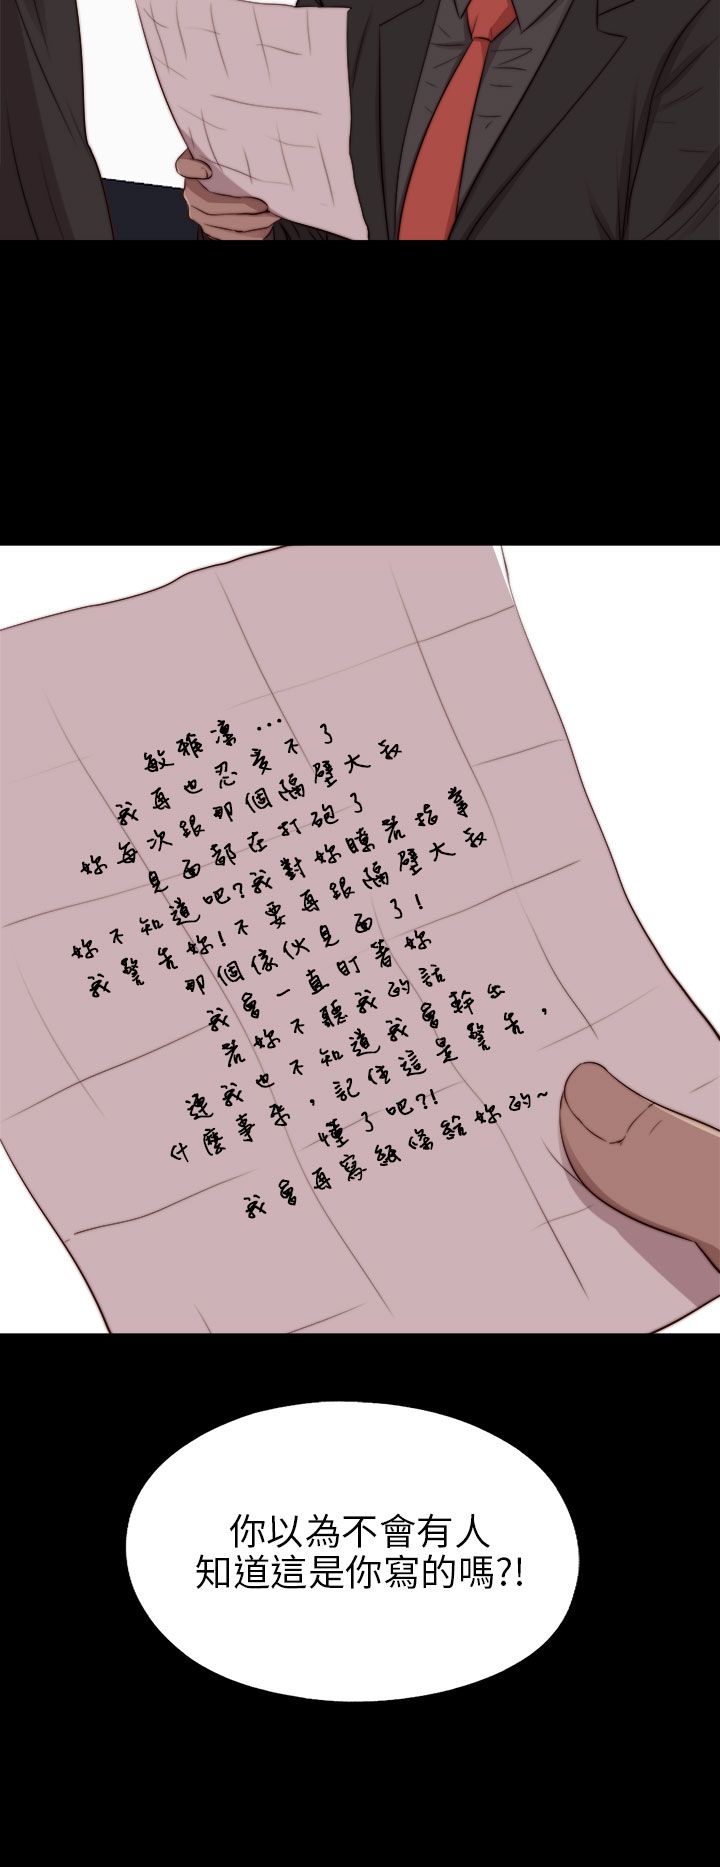 敏雅凛…
我再也忍受不了
妳每次跟那個隔壁大叔
見面都在打砲了
妳不知道吧?我對妳瞭若指掌
我警告妳!不要再跟隔壁大叔
那個傢伙見面了!
我會一直盯著妳
若妳不聽我的話
連我也不知道我會幹出
什麼事來，記住這是警告，
懂了吧?!
我會再寫紙條給妳的~
你以為不會有人
知道這是你寫的嗎?!